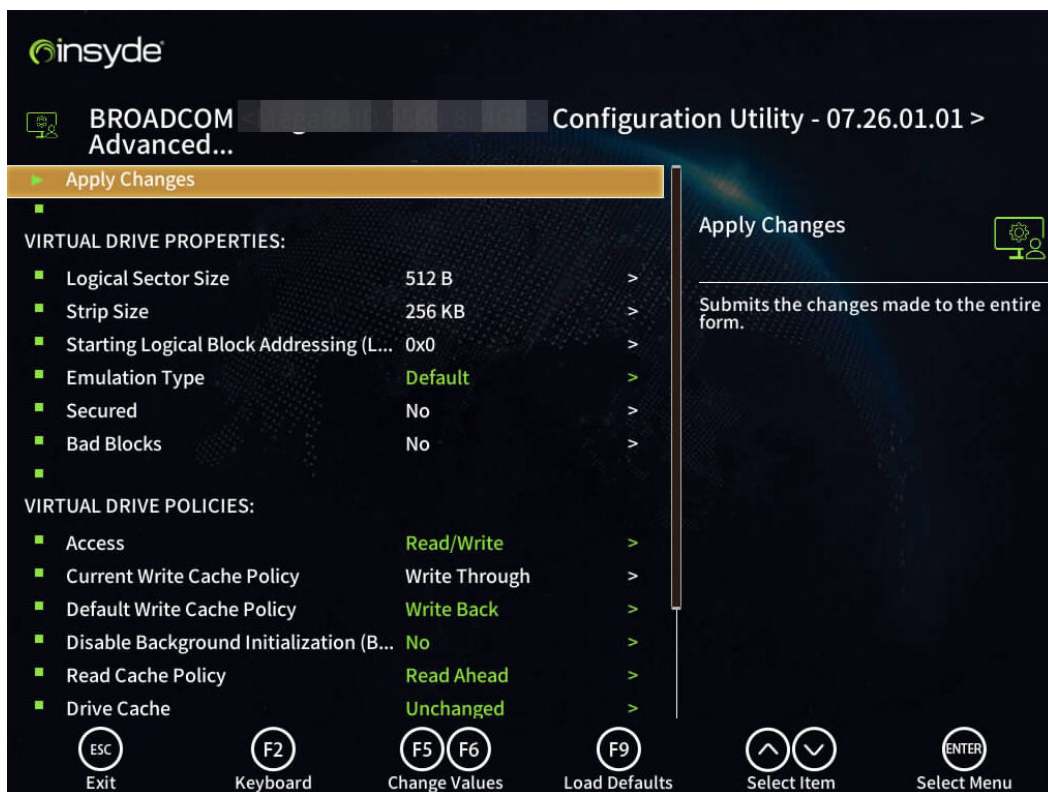 insyde
BROADCOM Configuration Utility - 07.26.01.01 >
Advanced...
Apply Changes
VIRTUAL DRIVE PROPERTIES:
Logical Sector Size 512 B >
Strip Size 256 KB >
Starting Logical Block Addressing (L... 0x0 >
Emulation Type Default >
Secured No >
Bad Blocks No >
VIRTUAL DRIVE POLICIES:
Access Read/Write >
Current Write Cache Policy Write Through >
Default Write Cache Policy Write Back >
Disable Background Initialization (B... No >
Read Cache Policy Read Ahead >
Drive Cache Unchanged >
Apply Changes
Submits the changes made to the entire
form.
ESC F2 F5 F6 F9 ENTER
Exit Keyboard Change Values Load Defaults Select Item Select Menu